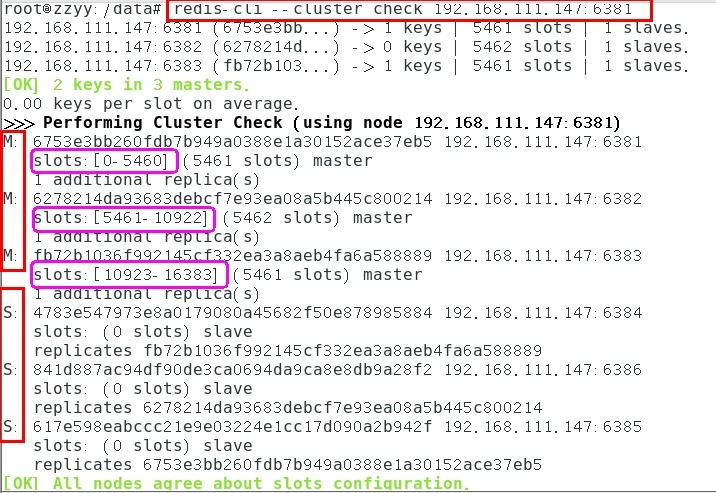 root@zzyy:/data# redis-cli --cluster check 192.168.111.147:6381
192.168.111.147:6381 (6753e3bb...) -> 1 keys | 5461 slots | 1 slaves.
192.168.111.147:6382 (6278214d...) -> 0 keys | 5462 slots | 1 slaves.
192.168.111.147:6383 (fb72b103...) -> 1 keys | 5461 slots | 1 slaves.
[OK] 2 keys in 3 masters.
0.00 keys per slot on average.
>>> Performing Cluster Check (using node 192.168.111.147:6381)
M: 6753e3bb260fdb7b949a0388e1a30152ace37eb5 192.168.111.147:6381
slots:[0-5460] (5461 slots) master
1 additional replica(s)
M: 6278214da93683debcf7e93ea08a5b445c800214 192.168.111.147:6382
slots:[5461-10922] (5462 slots) master
1 additional replica(s)
M: fb72b1036f992145cf332ea3a8aeb4fa6a588889 192.168.111.147:6383
slots:[10923-16383] (5461 slots) master
1 additional replica(s)
S: 4783e547973e8a0179080a45682f50e878985884 192.168.111.147:6384
slots: (0 slots) slave
replicates fb72b1036f992145cf332ea3a8aeb4fa6a588889
S: 841d887ac94df90de3ca0694da9ca8e8db9a28f2 192.168.111.147:6386
slots: (0 slots) slave
replicates 6278214da93683debcf7e93ea08a5b445c800214
S: 617e598eabccc21e9e03224e1cc17d090a2b942f 192.168.111.147:6385
slots: (0 slots) slave
replicates 6753e3bb260fdb7b949a0388e1a30152ace37eb5
[OK] All nodes agree about slots configuration.